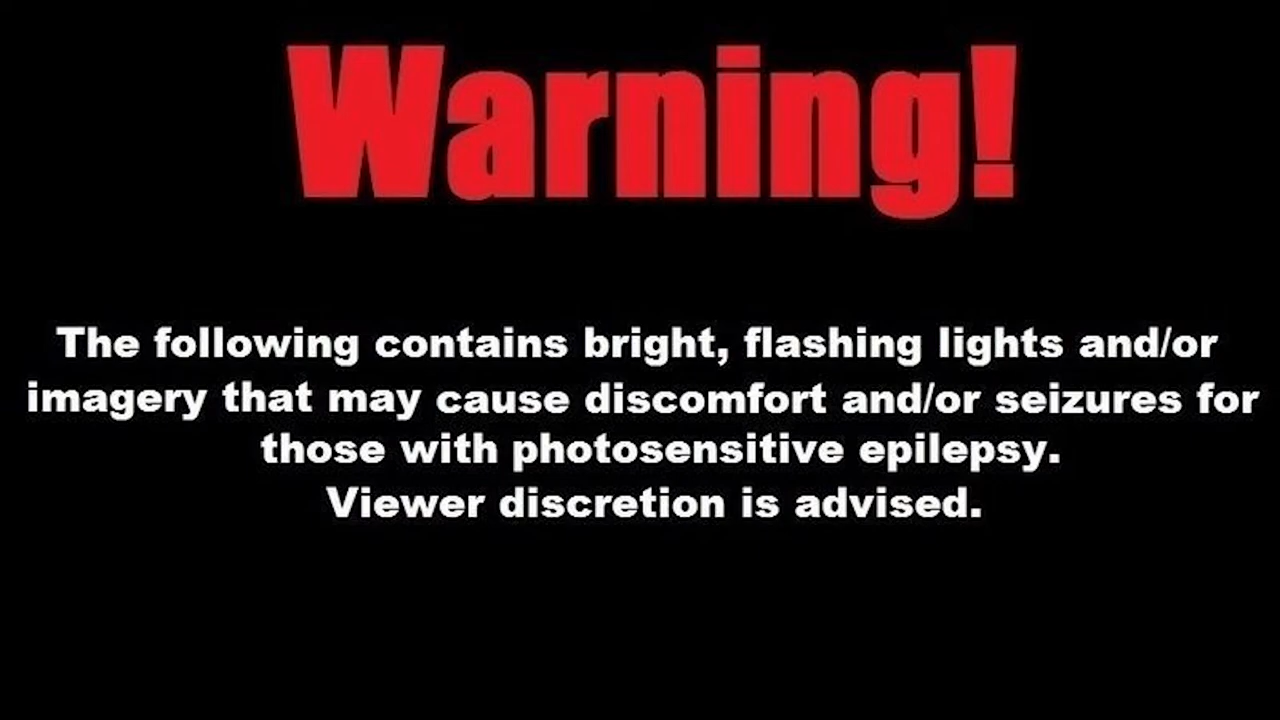 Warning!
The following contains bright, flashing lights and/or
imagery that may cause discomfort and/or seizures for
those with photosensitive epilepsy.
Viewer discretion is advised.